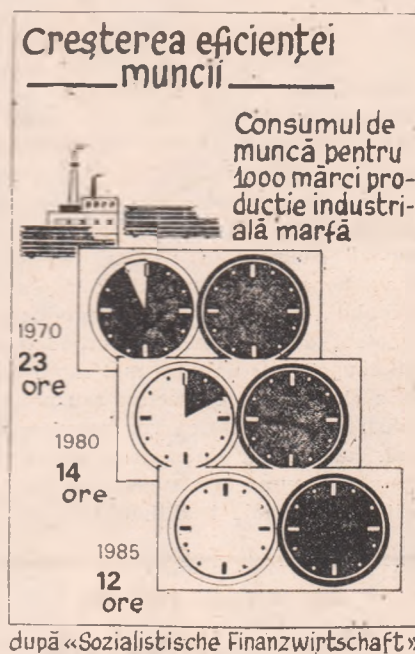 Creșterea eficienței
muncii
Consumul de
muncă pentru
1000 mărci pro-
ducție industri-
ală marfă
1970
23
ore
1980
14
ore
1985
12
ore
după «Sozialistische Finanzwirtschaft»